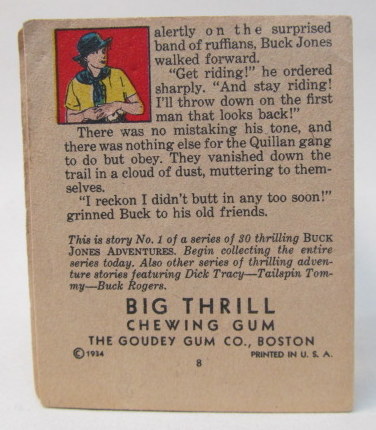 alertly on the surprised
band of ruffians, Buck Jones
walked forward.
"Get riding!" he ordered
sharply. "And stay riding!
I'll throw down on the first
man that looks back!"
There was no mistaking his tone, and
there was nothing else for the Quillan gang
to do but obey. They vanished down the
trail in a cloud of dust, muttering to them-
selves.
"I reckon I didn't butt in any too soon!"
grinned Buck to his old friends.
This is story No. 1 of a series of 30 thrilling BUCK
JONES ADVENTURES. Begin collecting the entire
series today. Also other series of thrilling adven-
ture stories featuring Dick Tracy—Tailspin Tom-
my—Buck Rogers.
BIG THRILL
CHEWING GUM
THE GOUDEY GUM CO., BOSTON
©1934 PRINTED IN U. S. A.
8